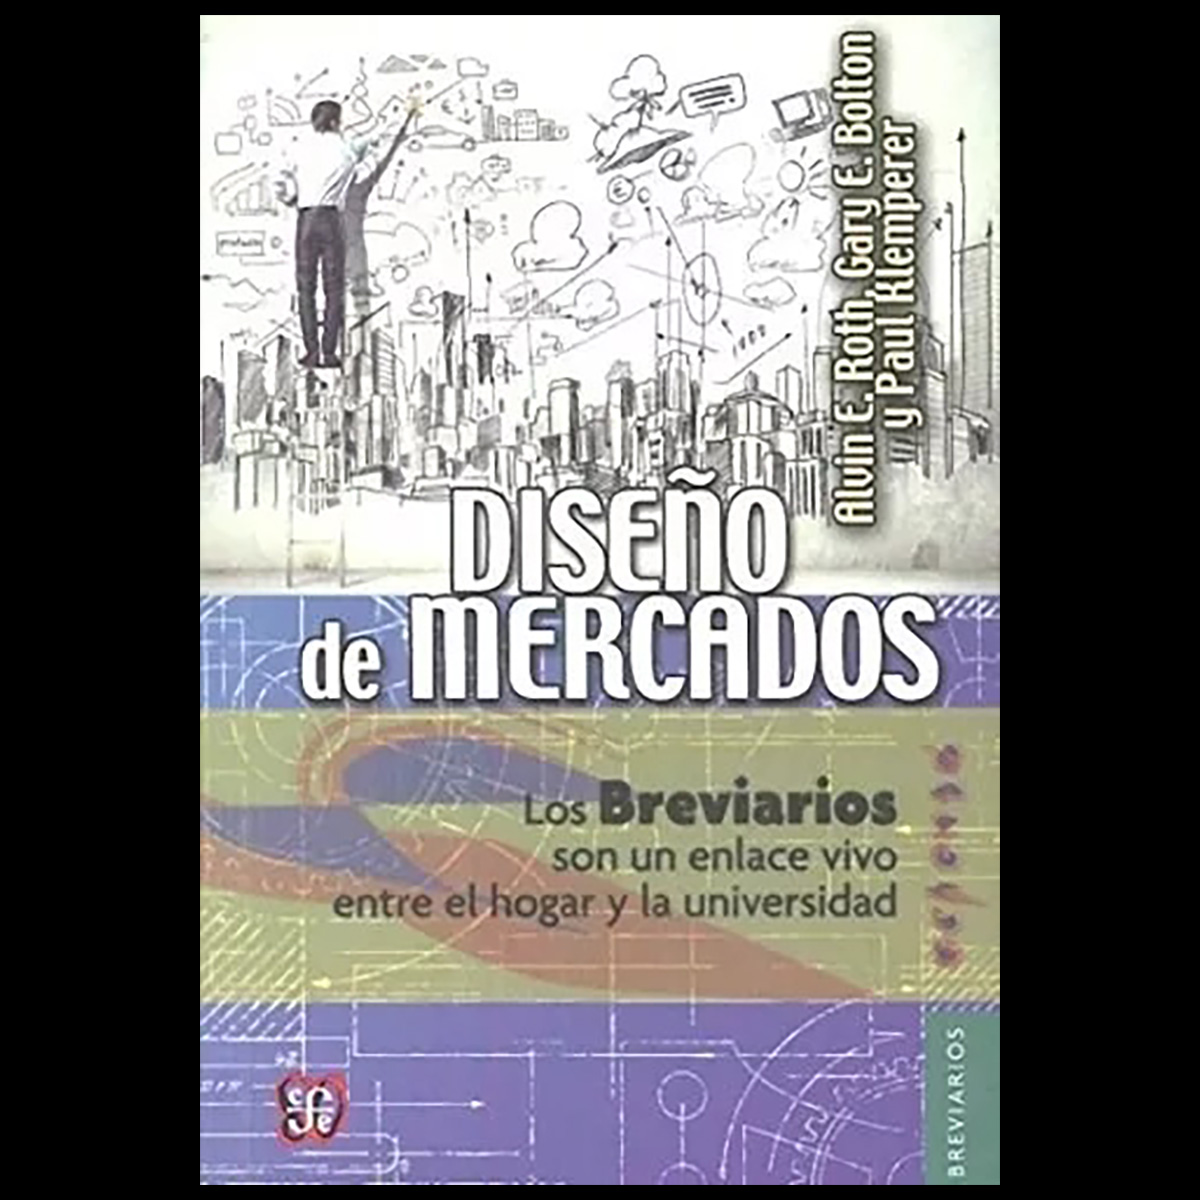 Alvin E. Roth, Gary E. Bolton
y Paul Klemperer
DISEÑO
de MERCADOS
Los Breviarios
son un enlace vivo
entre el hogar y la universidad
cfe
BREVIARIOS